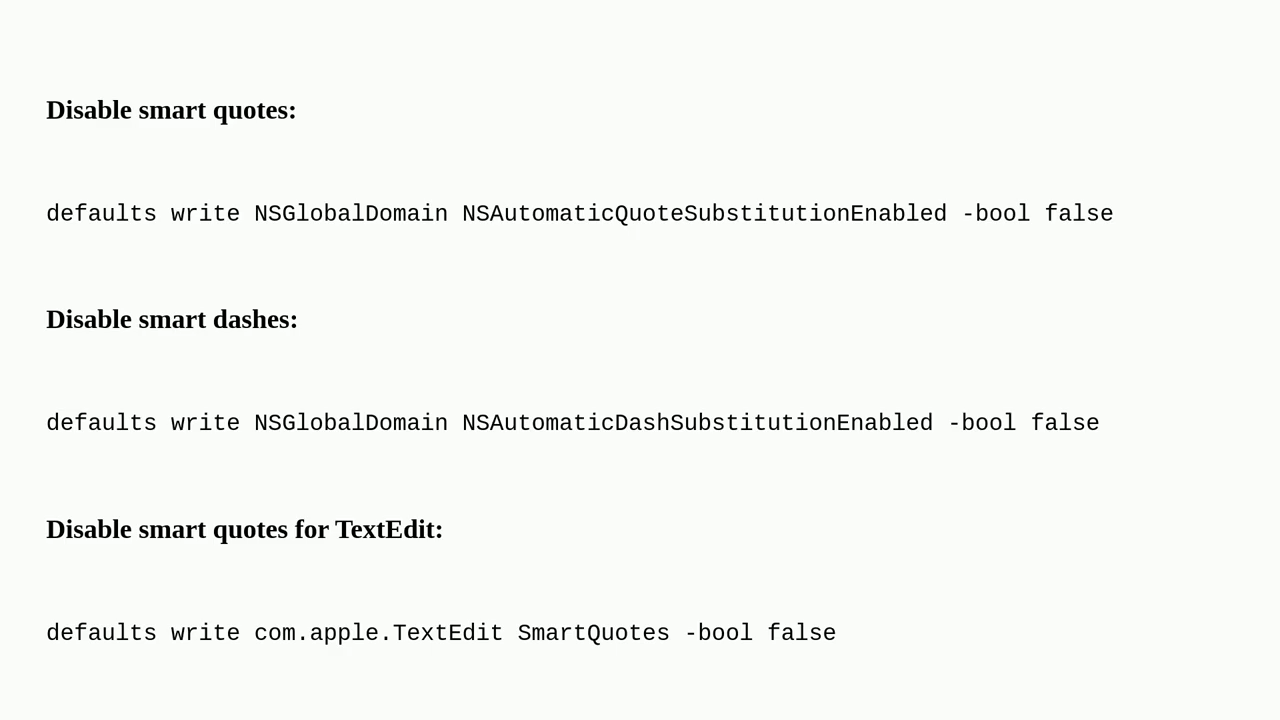 Disable smart quotes:
defaults write NSGlobalDomain NSAutomaticQuoteSubstitutionEnabled -bool false
Disable smart dashes:
defaults write NSGlobalDomain NSAutomaticDashSubstitutionEnabled -bool false
Disable smart quotes for TextEdit:
defaults write com.apple.TextEdit SmartQuotes -bool false